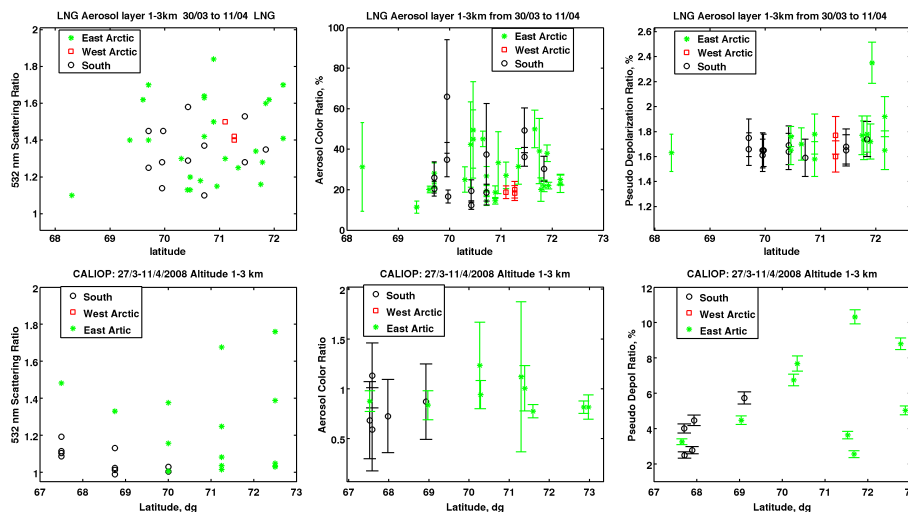 LNG Aerosol layer 1-3km 30/03 to 11/04 LNG
2
1.8
1.6
1.4
1.2
1
532 nm Scattering Ratio
East Arctic
West Arctic
South
68 69 70 71 72
latitude
LNG Aerosol layer 1-3km from 30/03 to 11/04
100
80
60
40
20
0
Aerosol Color Ratio, %
East Arctic
West Arctic
South
68 69 70 71 72
latitude
LNG Aerosol layer 1-3km from 30/03 to 11/04
2.6
2.4
2.2
2
1.8
1.6
1.4
1.2
Pseudo Depolarization Ratio, %
East Arctic
West Arctic
South
68 69 70 71 72
latitude
CALIOP: 27/3-11/4/2008 Altitude 1-3 km
2
1.8
1.6
1.4
1.2
1
532 nm Scattering Ratio
South
West Arctic
East Artic
67 68 69 70 71 72 73
Latitude, dg
CALIOP: 27/3-11/4/2008 Altitude 1-3 km
2
1.5
1
0.5
Aerosol Color Ratio
South
West Arctic
East Artic
67 68 69 70 71 72 73
Latitude, dg
CALIOP: 27/3-11/4/2008 Altitude 1-3 km
12
10
8
6
4
2
Pseudo Depol Ratio, %
South
West Arctic
East Artic
67 68 69 70 71 72
Latitude, dg